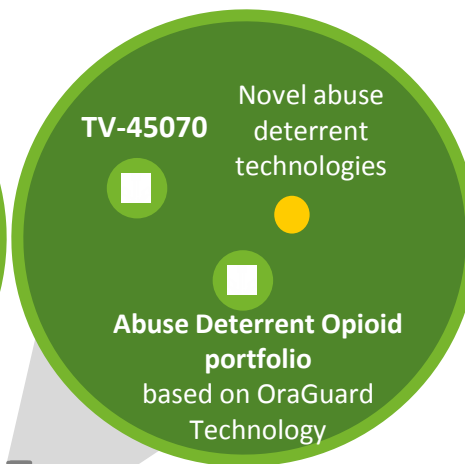 TV-45070
Novel abuse
deterrent
technologies
Abuse Deterrent Opioid
portfolio
based on OraGuard
Technology